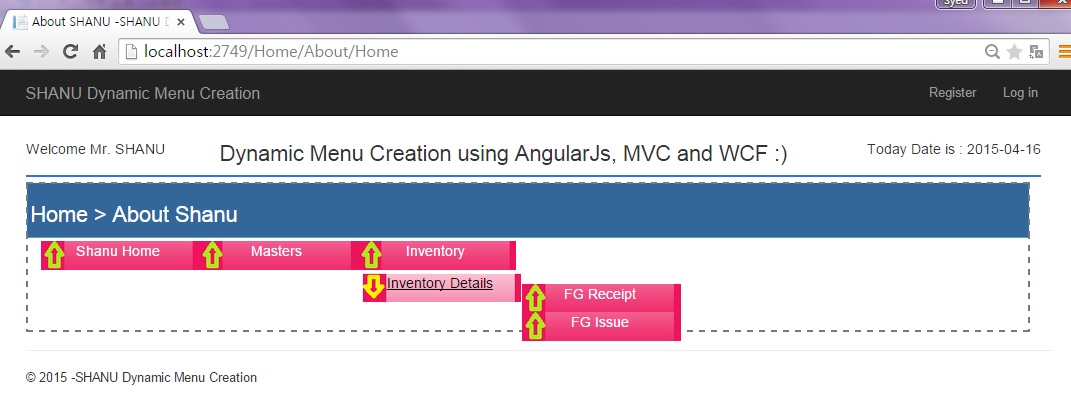 Syed
About SHANU -SHANU D
localhost:2749/Home/About/Home
SHANU Dynamic Menu Creation
Register
Log in
Welcome Mr. SHANU
Dynamic Menu Creation using AngularJs, MVC and WCF :)
Today Date is : 2015-04-16
Home > About Shanu
Shanu Home
Masters
Inventory
Inventory Details
FG Receipt
FG Issue
© 2015 -SHANU Dynamic Menu Creation